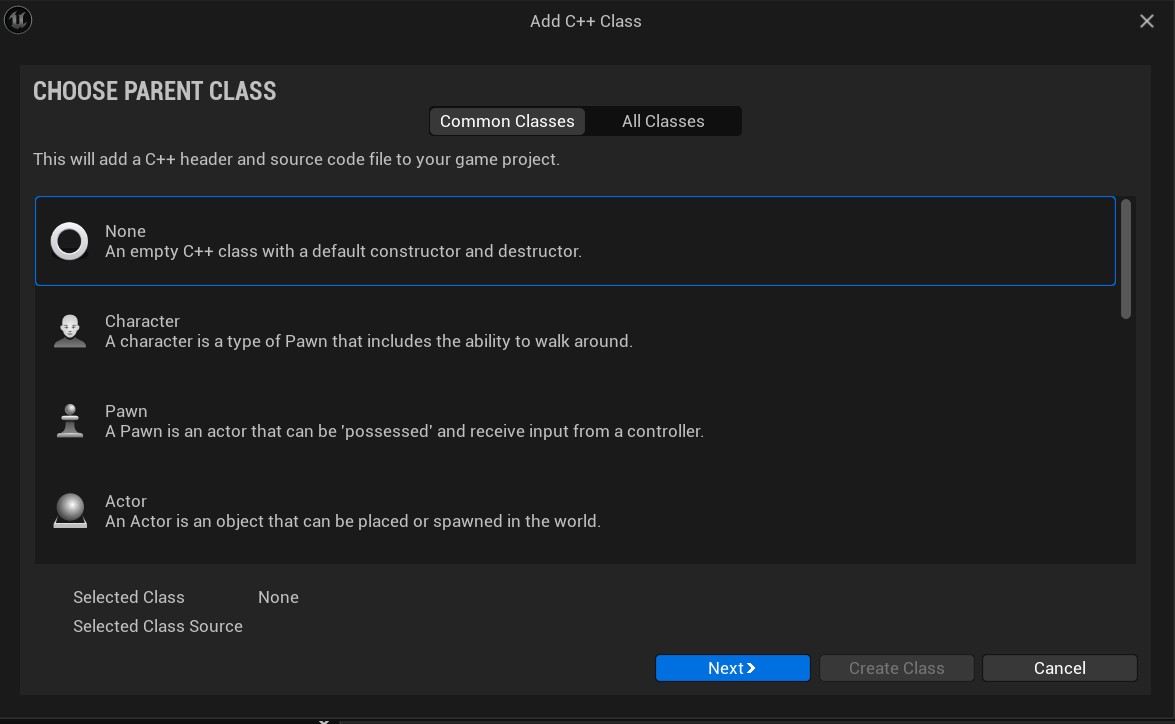 Add C++ Class
CHOOSE PARENT CLASS
Common Classes
All Classes
This will add a C++ header and source code file to your game project.
None
An empty C++ class with a default constructor and destructor.
Character
A character is a type of Pawn that includes the ability to walk around.
Pawn
A Pawn is an actor that can be 'possessed' and receive input from a controller.
Actor
An Actor is an object that can be placed or spawned in the world.
Selected Class None
Selected Class Source
Next
Create Class
Cancel